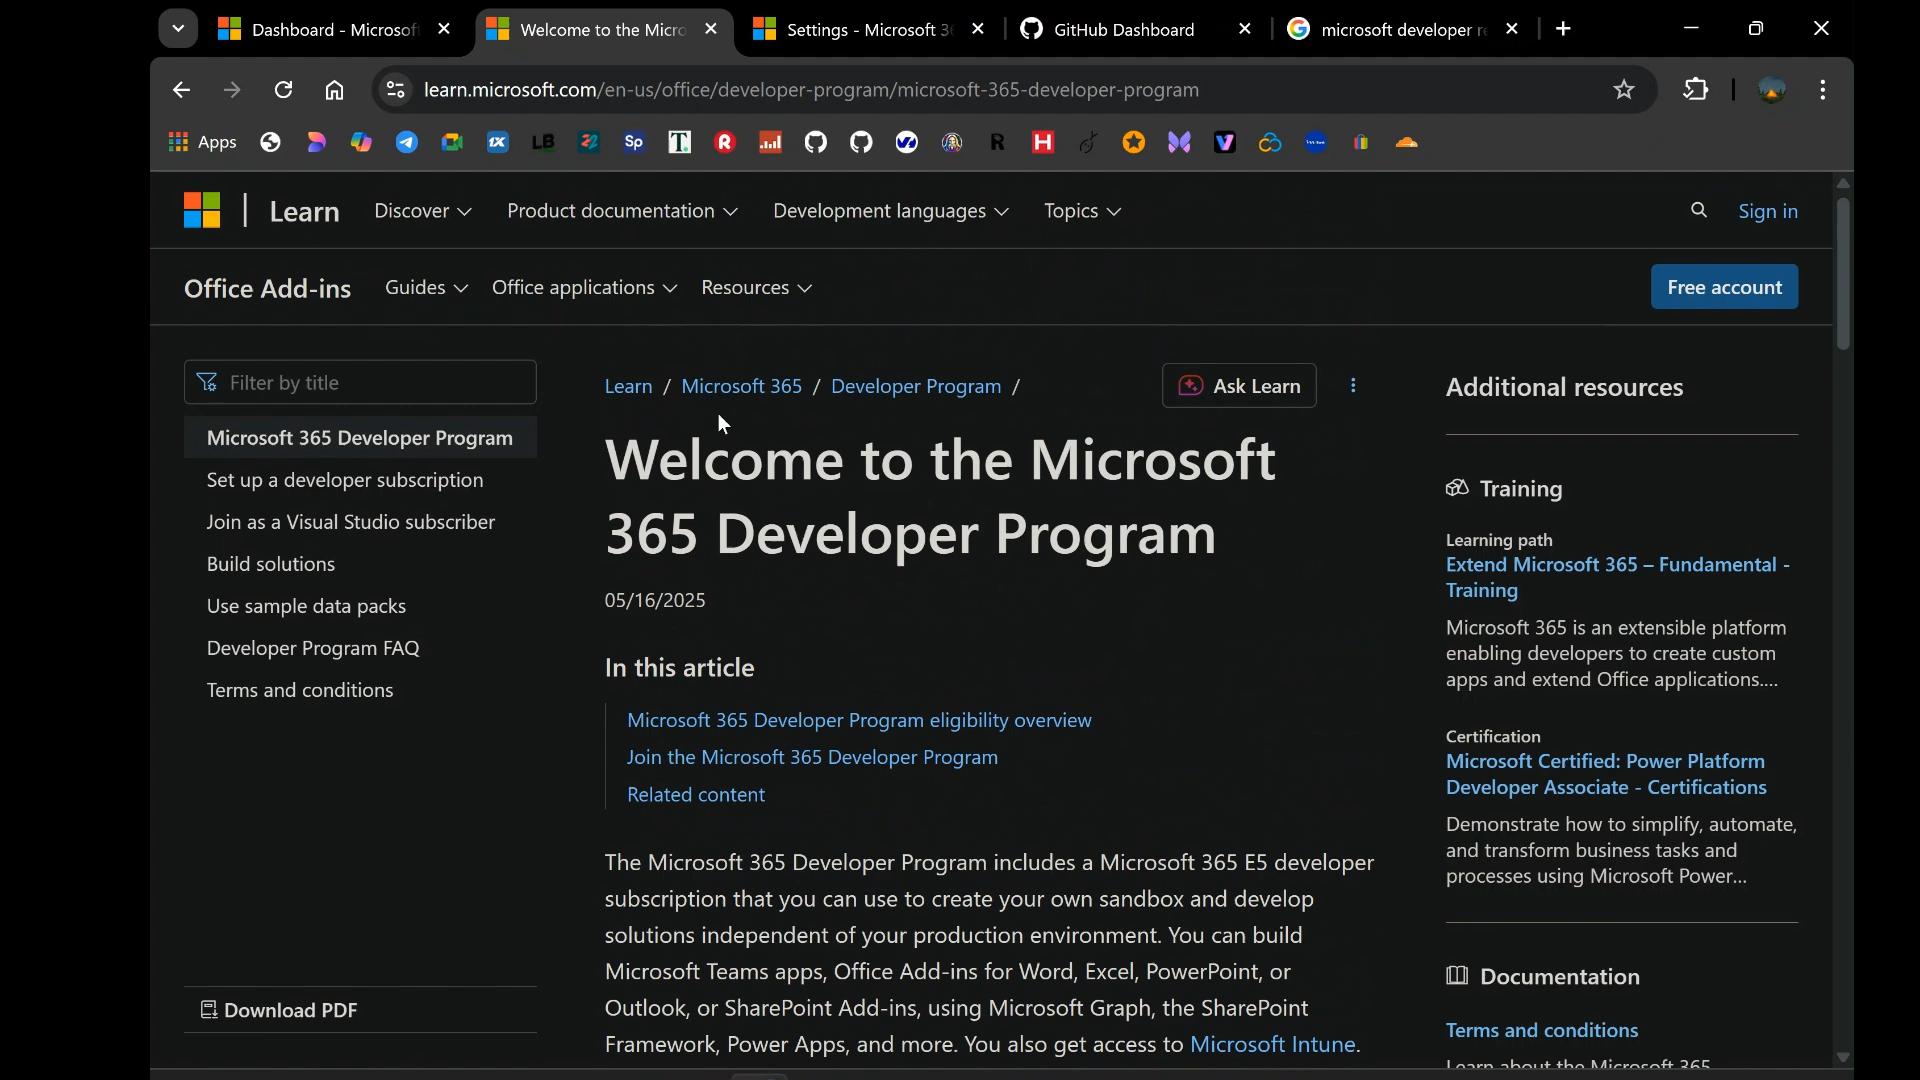 Dashboard - Microsof
Welcome to the Micro
Settings - Microsoft 36
GitHub Dashboard
microsoft developer re
learn.microsoft.com/en-us/office/developer-program/microsoft-365-developer-program
Apps
1X
LB
Sp
T.
R
R
H
V
Learn
Discover
Product documentation
Development languages
Topics
Sign in
Office Add-ins
Guides
Office applications
Resources
Free account
Filter by title
Microsoft 365 Developer Program
Set up a developer subscription
Join as a Visual Studio subscriber
Build solutions
Use sample data packs
Developer Program FAQ
Terms and conditions
Download PDF
Learn / Microsoft 365 / Developer Program /
Ask Learn
Welcome to the Microsoft
365 Developer Program
05/16/2025
In this article
Microsoft 365 Developer Program eligibility overview
Join the Microsoft 365 Developer Program
Related content
The Microsoft 365 Developer Program includes a Microsoft 365 E5 developer
subscription that you can use to create your own sandbox and develop
solutions independent of your production environment. You can build
Microsoft Teams apps, Office Add-ins for Word, Excel, PowerPoint, or
Outlook, or SharePoint Add-ins, using Microsoft Graph, the SharePoint
Framework, Power Apps, and more. You also get access to Microsoft Intune.
Additional resources
Training
Learning path
Extend Microsoft 365 – Fundamental -
Training
Microsoft 365 is an extensible platform
enabling developers to create custom
apps and extend Office applications....
Certification
Microsoft Certified: Power Platform
Developer Associate - Certifications
Demonstrate how to simplify, automate,
and transform business tasks and
processes using Microsoft Power...
Documentation
Terms and conditions
Learn about the Microsoft 365